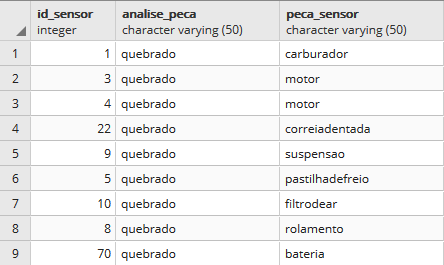 id_sensor analise_peca peca_sensor
integer character varying (50) character varying (50)
1 1 quebrado carburador
2 3 quebrado motor
3 4 quebrado motor
4 22 quebrado correiadentada
5 9 quebrado suspensao
6 5 quebrado pastilhadefreio
7 10 quebrado filtrodear
8 8 quebrado rolamento
9 70 quebrado bateria